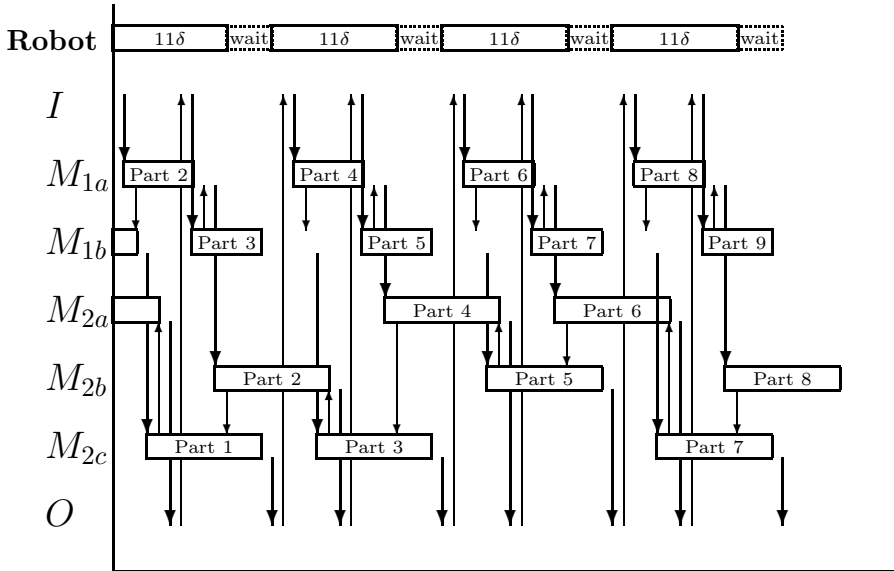 Robot 11δ wait 11δ wait 11δ wait 11δ wait
I
M1a Part 2 Part 4 Part 6 Part 8
M1b Part 3 Part 5 Part 7 Part 9
M2a Part 4 Part 6
M2b Part 2 Part 5 Part 8
M2c Part 1 Part 3 Part 7
O